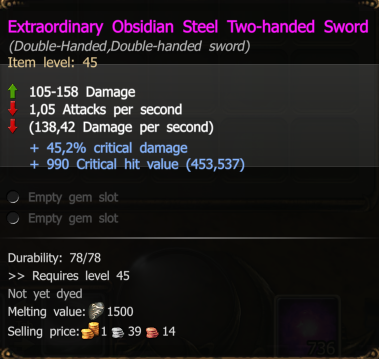 Extraordinary Obsidian Steel Two-handed Sword
(Double-Handed,Double-handed sword)
Item level: 45
105-158 Damage
1,05 Attacks per second
(138,42 Damage per second)
+ 45,2% critical damage
+ 990 Critical hit value (453,537)
Empty gem slot
Empty gem slot
Durability: 78/78
>> Requires level 45
Not yet dyed
Melting value: 1500
Selling price: 1 39 14
736